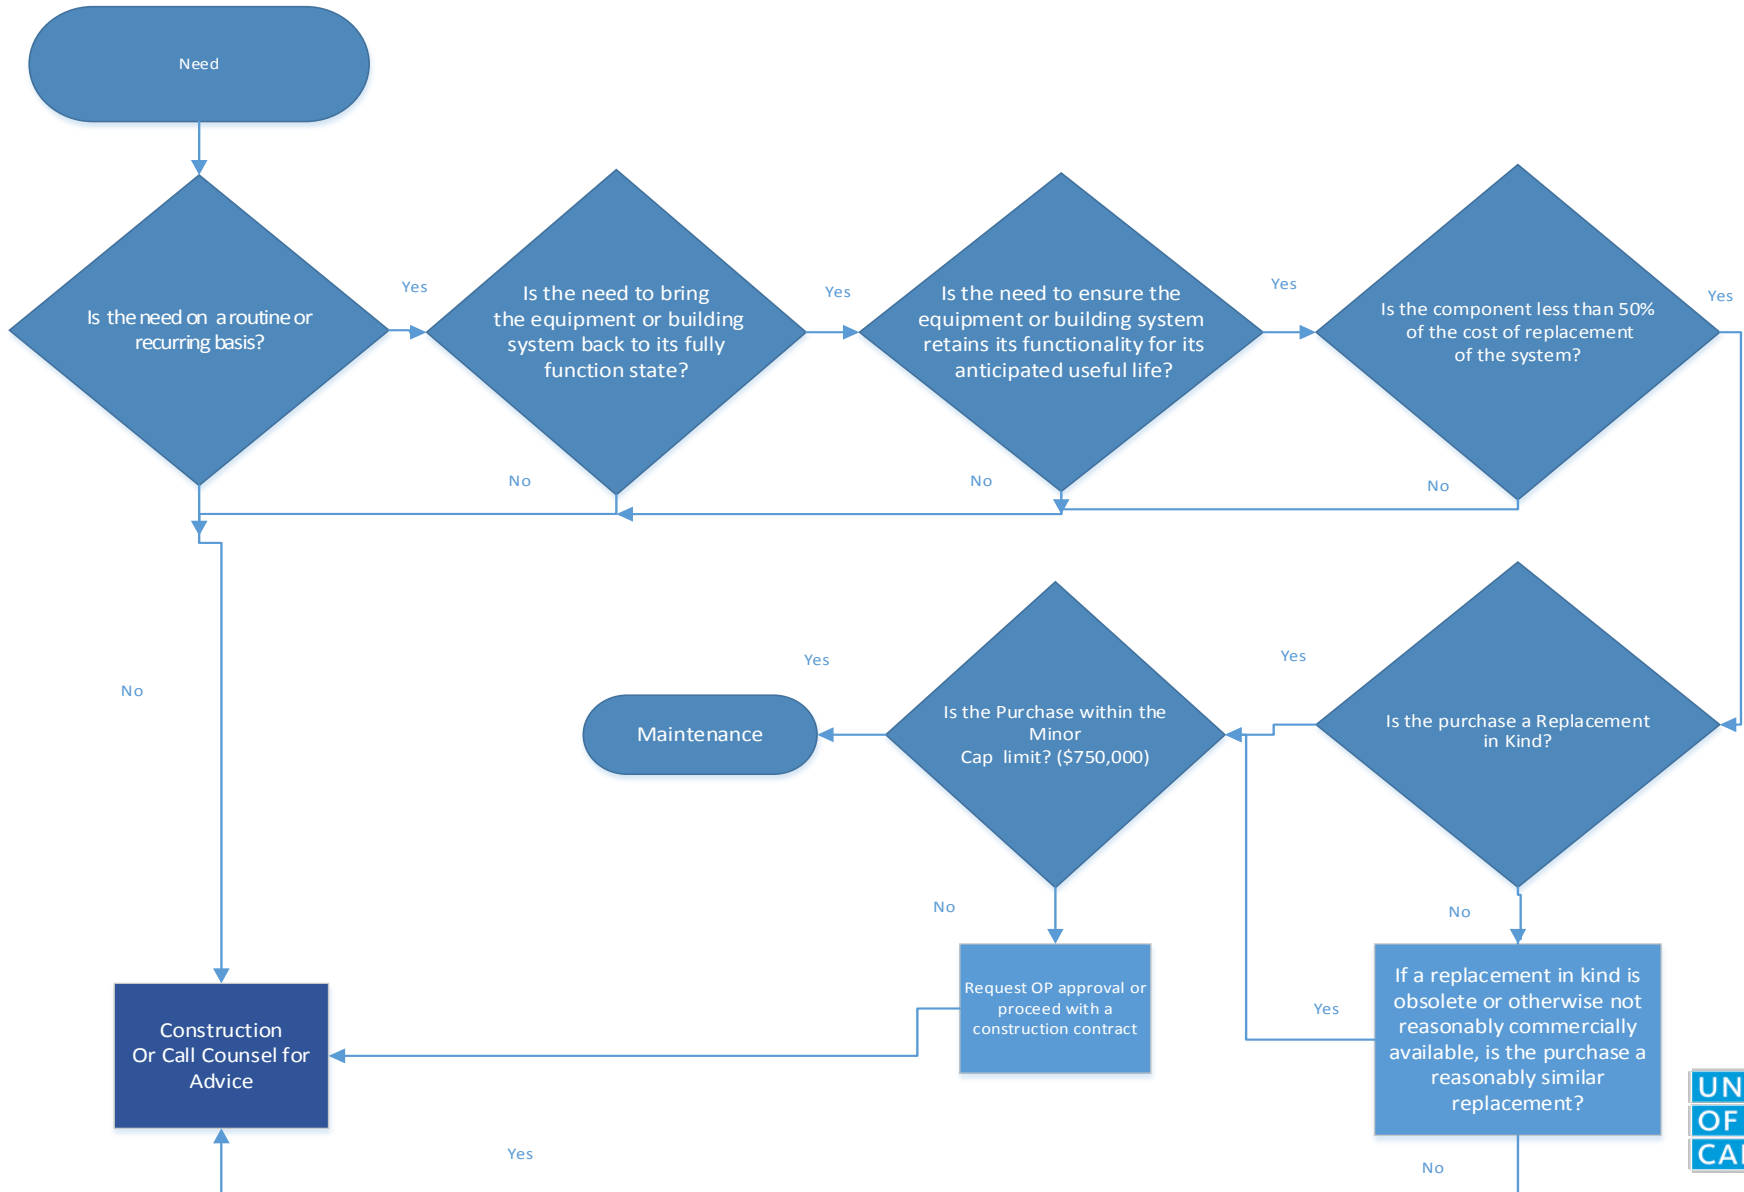 Need
Is the need on a routine or
recurring basis?
Yes
Is the need to bring
the equipment or building
system back to its fully
function state?
Yes
Is the need to ensure the
equipment or building system
retains its functionality for its
anticipated useful life?
Yes
Is the component less than 50%
of the cost of replacement
of the system?
Yes
No
No
No
No
Maintenance
Yes
Is the Purchase within the
Minor
Cap limit? ($750,000)
Yes
Is the purchase a Replacement
in Kind?
No
No
Request OP approval or
proceed with a
construction contract
Yes
If a replacement in kind is
obsolete or otherwise not
reasonably commercially
available, is the purchase a
reasonably similar
replacement?
Construction
Or Call Counsel for
Advice
Yes
No
UN
OF
CA